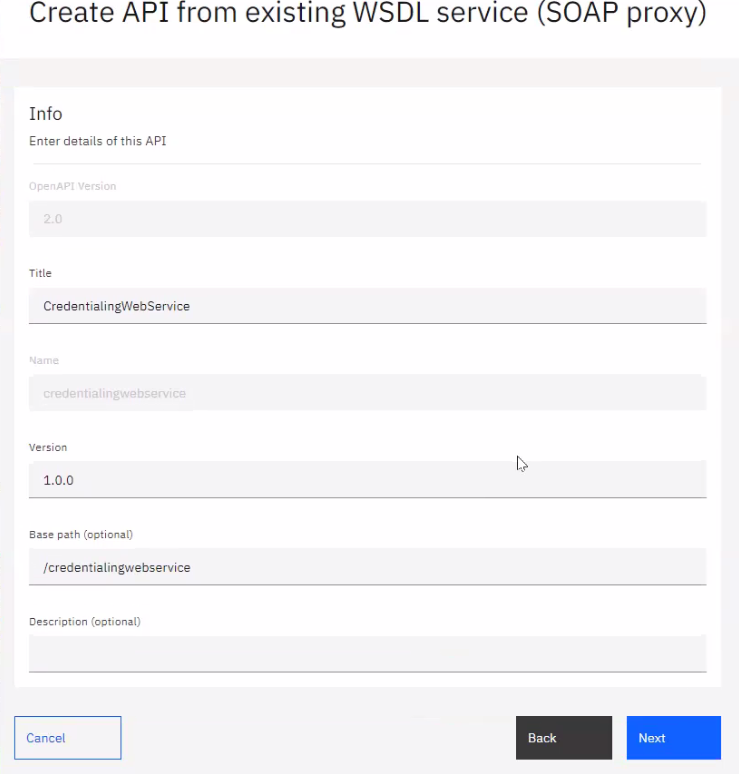 Create API from existing WSDL service (SOAP proxy)
Info
Enter details of this API
OpenAPI Version
2.0
Title
CredentialingWebService
Name
credentialingwebservice
Version
1.0.0
Base path (optional)
/credentialingwebservice
Description (optional)
Cancel
Back
Next